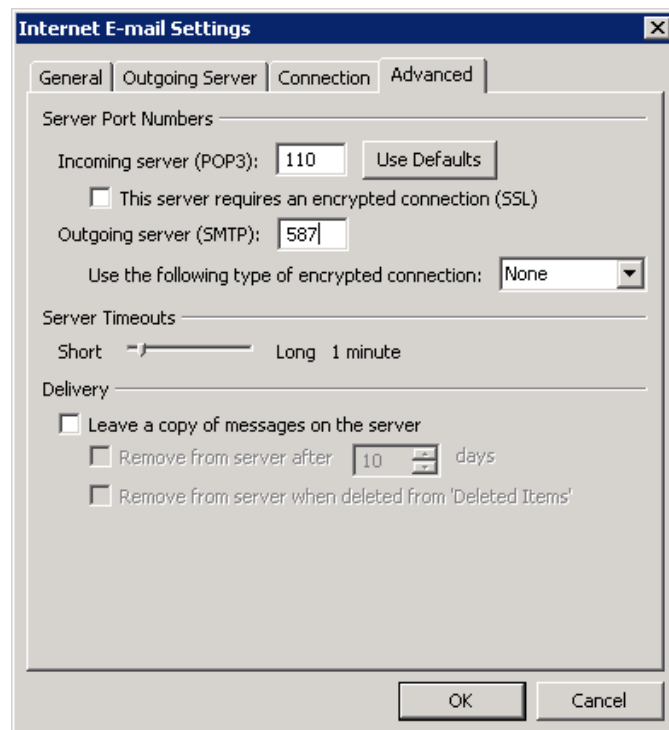 Internet E-mail Settings
General Outgoing Server Connection Advanced
Server Port Numbers
Incoming server (POP3): 110 Use Defaults
This server requires an encrypted connection (SSL)
Outgoing server (SMTP): 587
Use the following type of encrypted connection: None
Server Timeouts
Short Long 1 minute
Delivery
Leave a copy of messages on the server
Remove from server after 10 days
Remove from server when deleted from 'Deleted Items'
OK Cancel